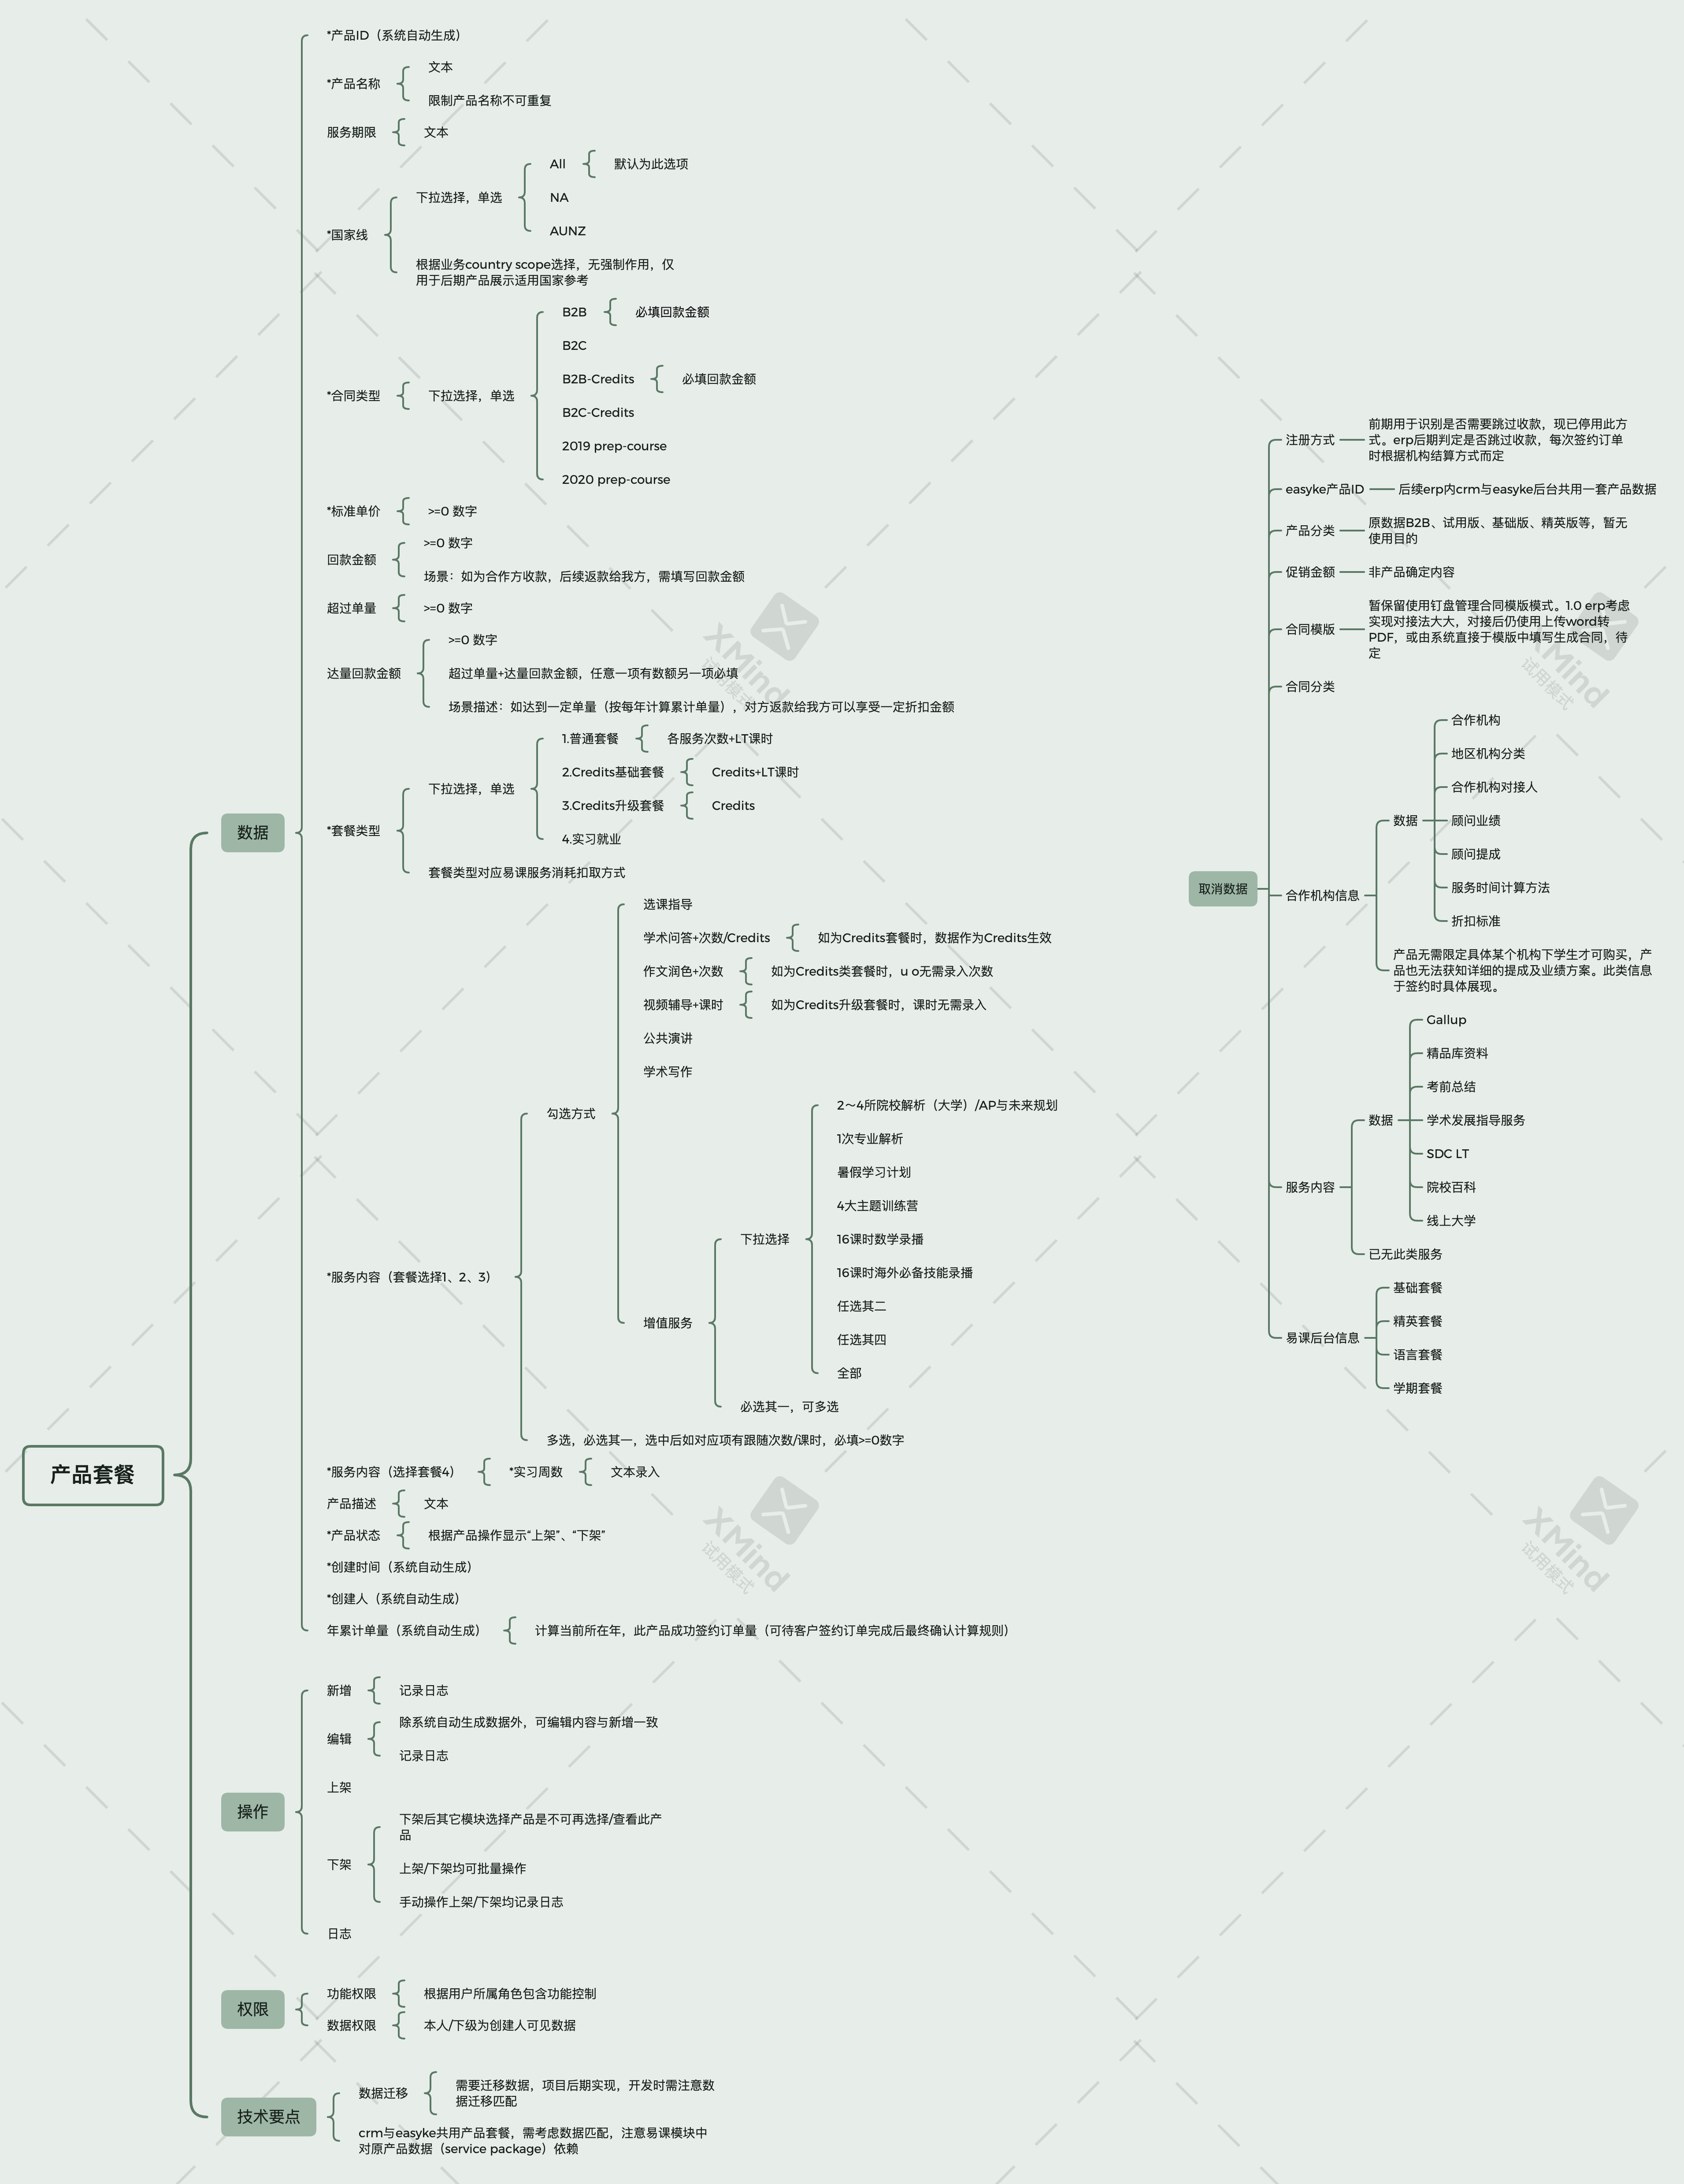 产品套餐
数据
*产品ID（系统自动生成）
*产品名称
文本
限制产品名称不可重复
服务期限
文本
*国家线
下拉选择，单选
All
默认为此选项
NA
AUNZ
根据业务country scope选择，无强制作用，仅
用于后期产品展示适用国家参考
*合同类型
下拉选择，单选
B2B
必填回款金额
B2C
B2B-Credits
必填回款金额
B2C-Credits
2019 prep-course
2020 prep-course
*标准单价
>=0 数字
回款金额
>=0 数字
场景：如为合作方收款，后续返款给我方，需填写回款金额
超过单量
>=0 数字
达量回款金额
>=0 数字
超过单量+达量回款金额，任意一项有数额另一项必填
场景描述：如达到一定单量（按每年计算累计单量），对方返款给我方可以享受一定折扣金额
*套餐类型
下拉选择，单选
1.普通套餐
各服务次数+LT课时
2.Credits基础套餐
Credits+LT课时
3.Credits升级套餐
Credits
4.实习就业
套餐类型对应易课服务消耗扣取方式
*服务内容（套餐选择1、2、3）
勾选方式
选课指导
学术问答+次数/Credits
如为Credits套餐时，数据作为Credits生效
作文润色+次数
如为Credits类套餐时，u o无需录入次数
视频辅导+课时
如为Credits升级套餐时，课时无需录入
公共演讲
学术写作
增值服务
下拉选择
2～4所院校解析（大学）/AP与未来规划
1次专业解析
暑假学习计划
4大主题训练营
16课时数学录播
16课时海外必备技能录播
任选其二
任选其四
全部
必选其一，可多选
多选，必选其一，选中后如对应项有跟随次数/课时，必填>=0数字
*服务内容（选择套餐4）
*实习周数
文本录入
产品描述
文本
*产品状态
根据产品操作显示“上架”、“下架”
*创建时间（系统自动生成）
*创建人（系统自动生成）
年累计单量（系统自动生成）
计算当前所在年，此产品成功签约订单量（可待客户签约订单完成后最终确认计算规则）
操作
新增
记录日志
编辑
除系统自动生成数据外，可编辑内容与新增一致
记录日志
上架
下架
下架后其它模块选择产品是不可再选择/查看此产
品
上架/下架均可批量操作
手动操作上架/下架均记录日志
日志
权限
功能权限
根据用户所属角色包含功能控制
数据权限
本人/下级为创建人可见数据
技术要点
数据迁移
需要迁移数据，项目后期实现，开发时需注意数
据迁移匹配
crm与easyke共用产品套餐，需考虑数据匹配，注意易课模块中
对原产品数据（service package）依赖
取消数据
注册方式
前期用于识别是否需要跳过收款，现已停用此方
式。erp后期判定是否跳过收款，每次签约订单
时根据机构结算方式而定
easyke产品ID
后续erp内crm与easyke后台共用一套产品数据
产品分类
原数据B2B、试用版、基础版、精英版等，暂无
使用目的
促销金额
非产品确定内容
合同模版
暂保留使用钉盘管理合同模版模式。1.0 erp考虑
实现对接法大大，对接后仍使用上传word转
PDF，或由系统直接于模版中填写生成合同，待
定
合同分类
合作机构信息
数据
合作机构
地区机构分类
合作机构对接人
顾问业绩
顾问提成
服务时间计算方法
折扣标准
产品无需限定具体某个机构下学生才可购买，产
品也无法获知详细的提成及业绩方案。此类信息
于签约时具体展现。
服务内容
数据
Gallup
精品库资料
考前总结
学术发展指导服务
SDC LT
院校百科
线上大学
已无此类服务
易课后台信息
基础套餐
精英套餐
语言套餐
学期套餐
XMind
试用模式
XMind
试用模式
XMind
试用模式
XMind
试用模式